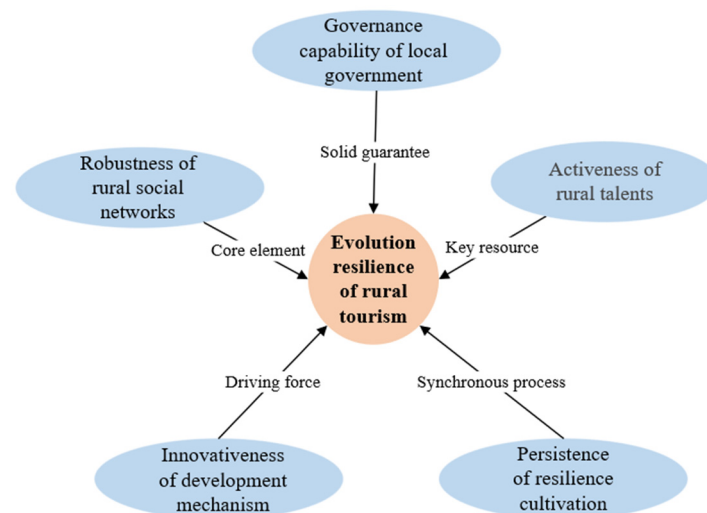 Governance
capability of local
government
Solid guarantee
Robustness of
rural social
networks
Activeness of
rural talents
Core element
Key resource
Evolution
resilience
of rural
tourism
Driving force
Synchronous process
Innovativeness
of development
mechanism
Persistence
of resilience
cultivation